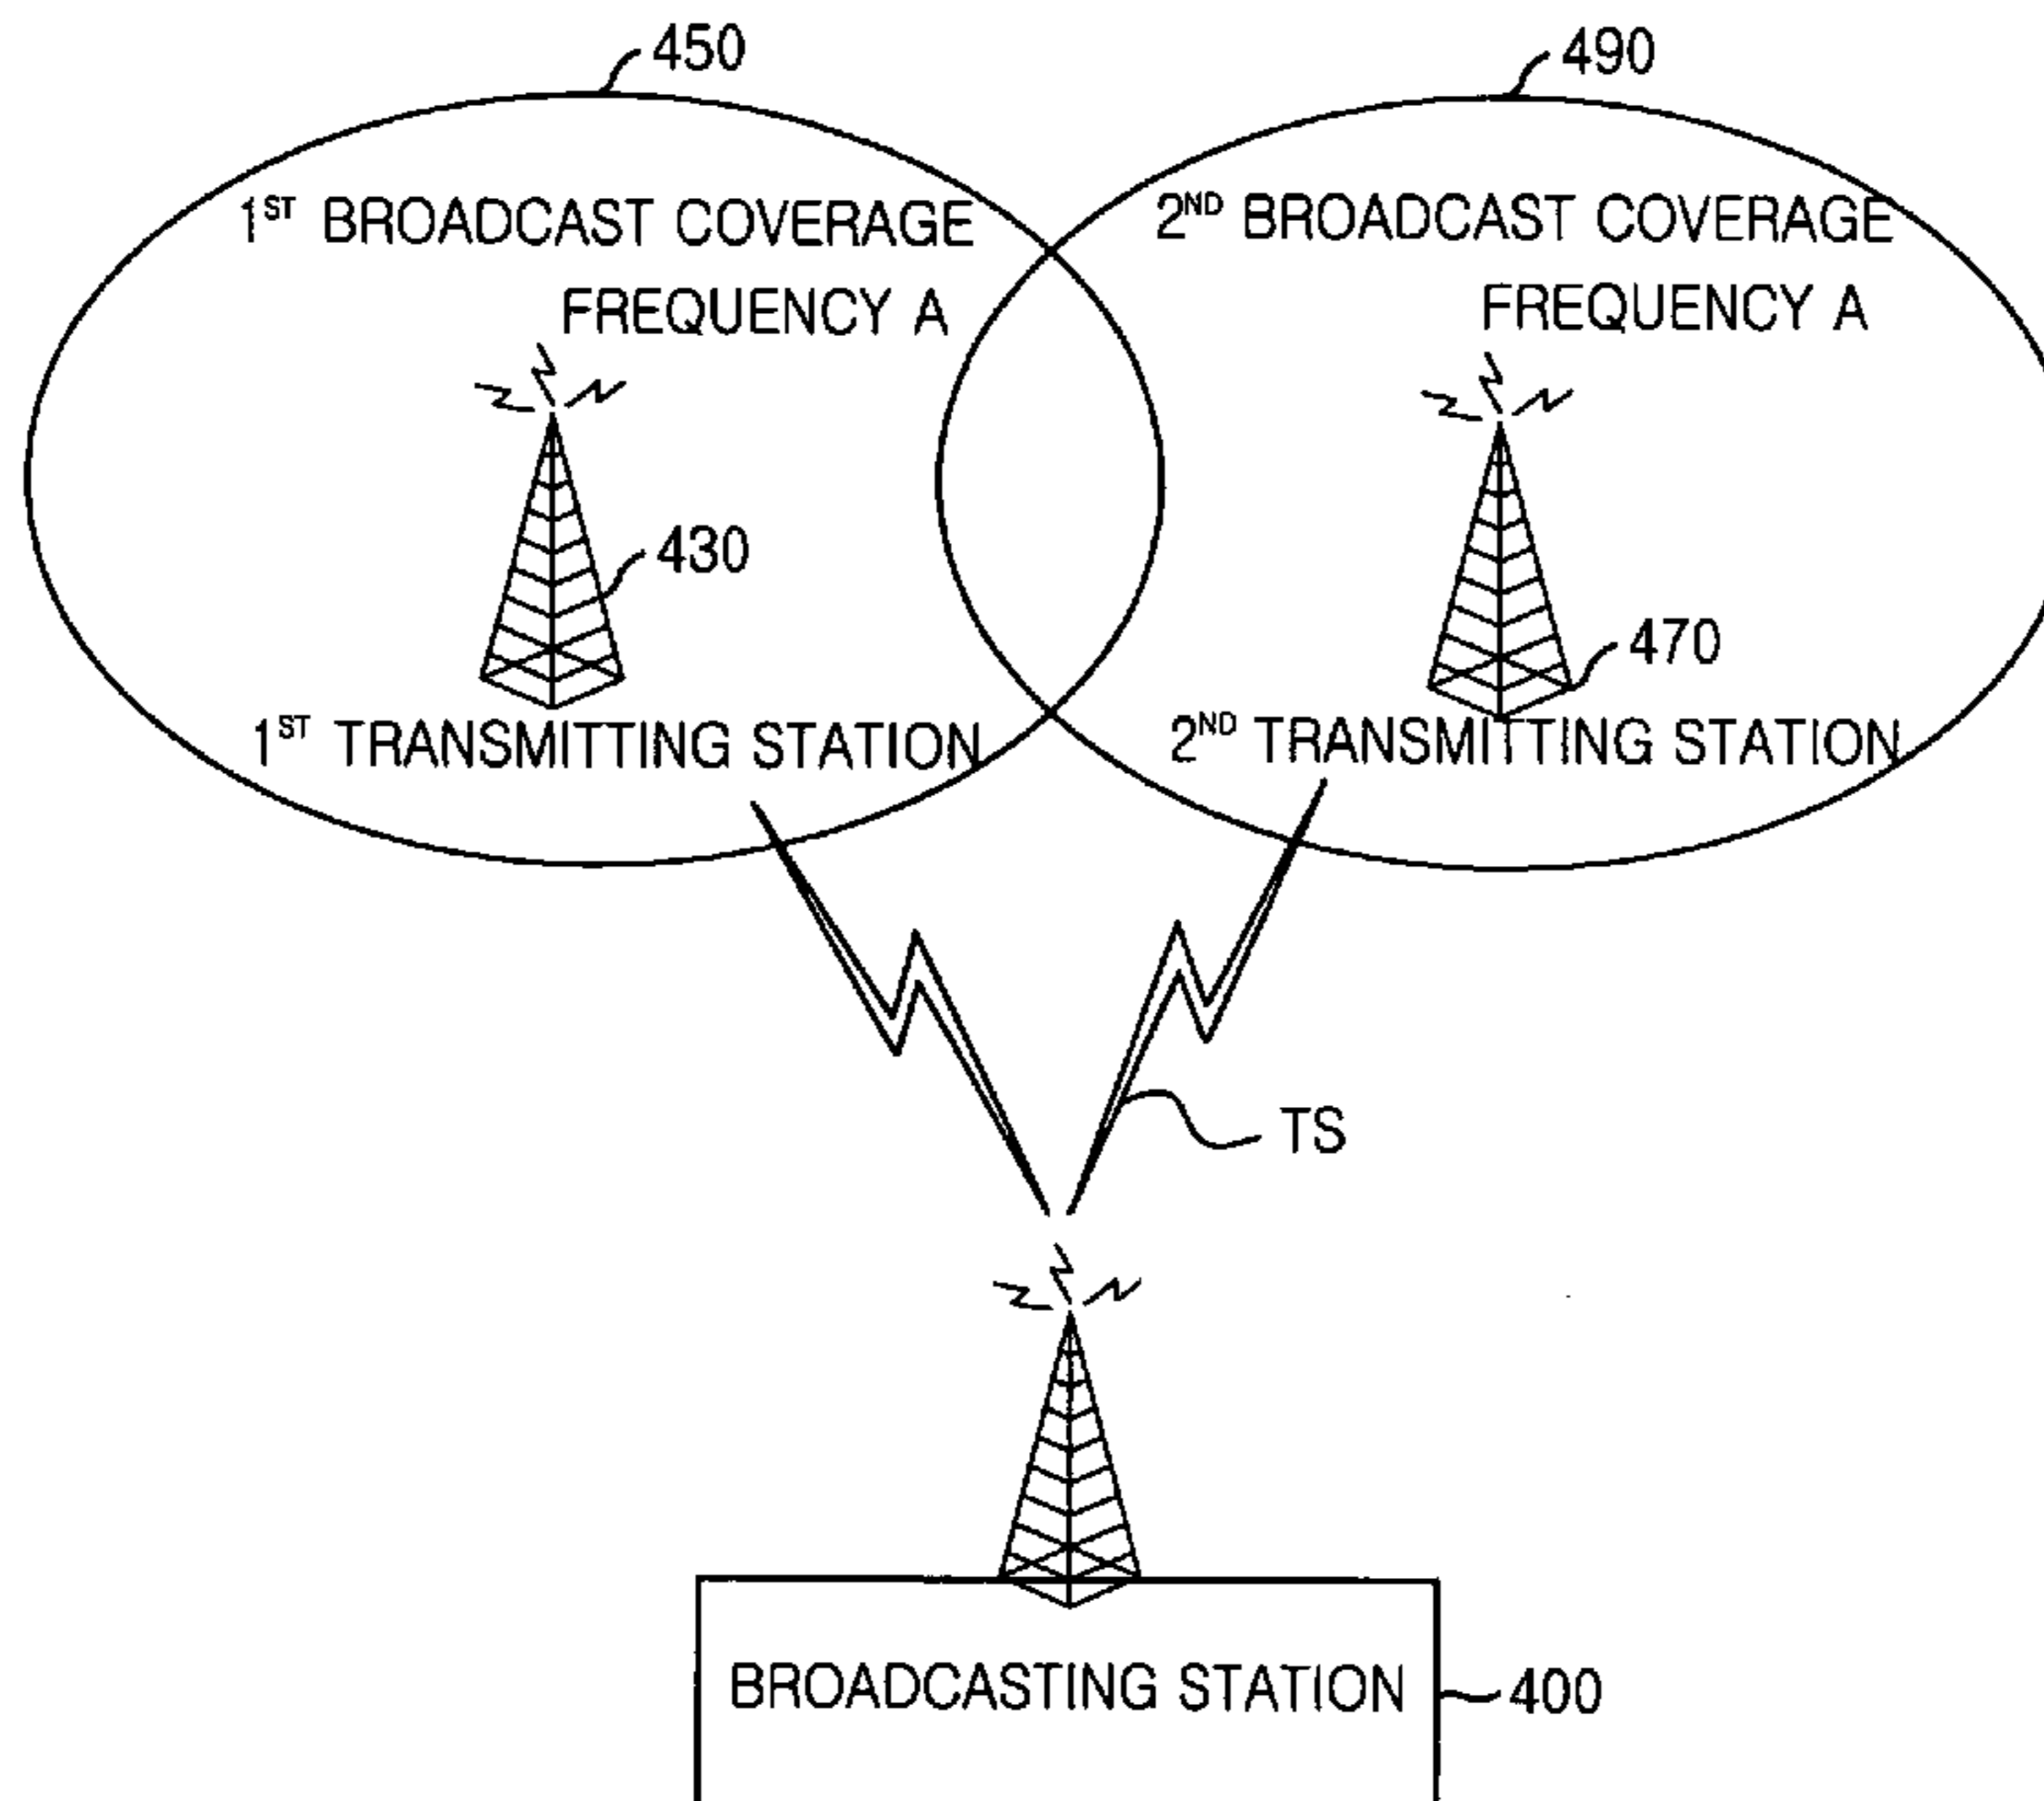 450
490
1ST BROADCAST COVERAGE
FREQUENCY A
2ND BROADCAST COVERAGE
FREQUENCY A
430
470
1ST TRANSMITTING STATION
2ND TRANSMITTING STATION
TS
BROADCASTING STATION
400